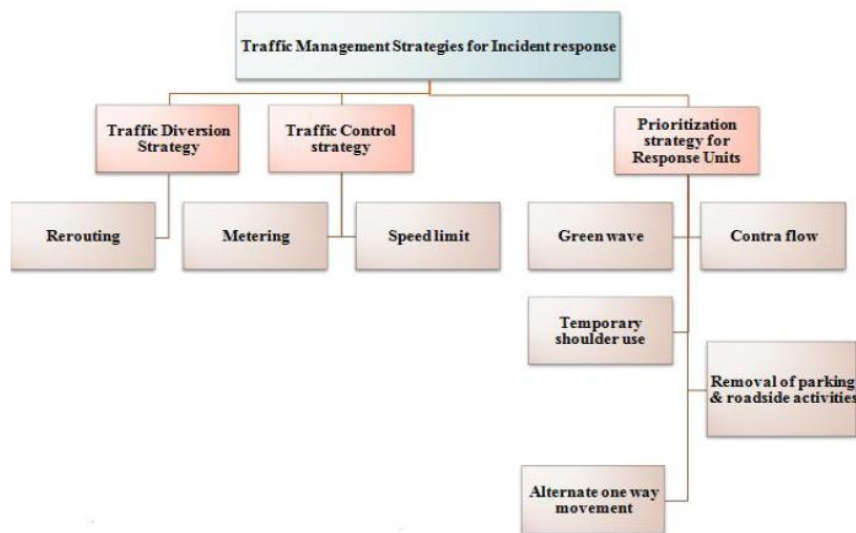 Traffic Management Strategies for Incident response
Traffic Diversion
Strategy
Traffic Control
strategy
Prioritization
strategy for
Response Units
Rerouting
Metering
Speed limit
Green wave
Contra flow
Temporary
shoulder use
Removal of parking
& roadside activities
Alternate one way
movement